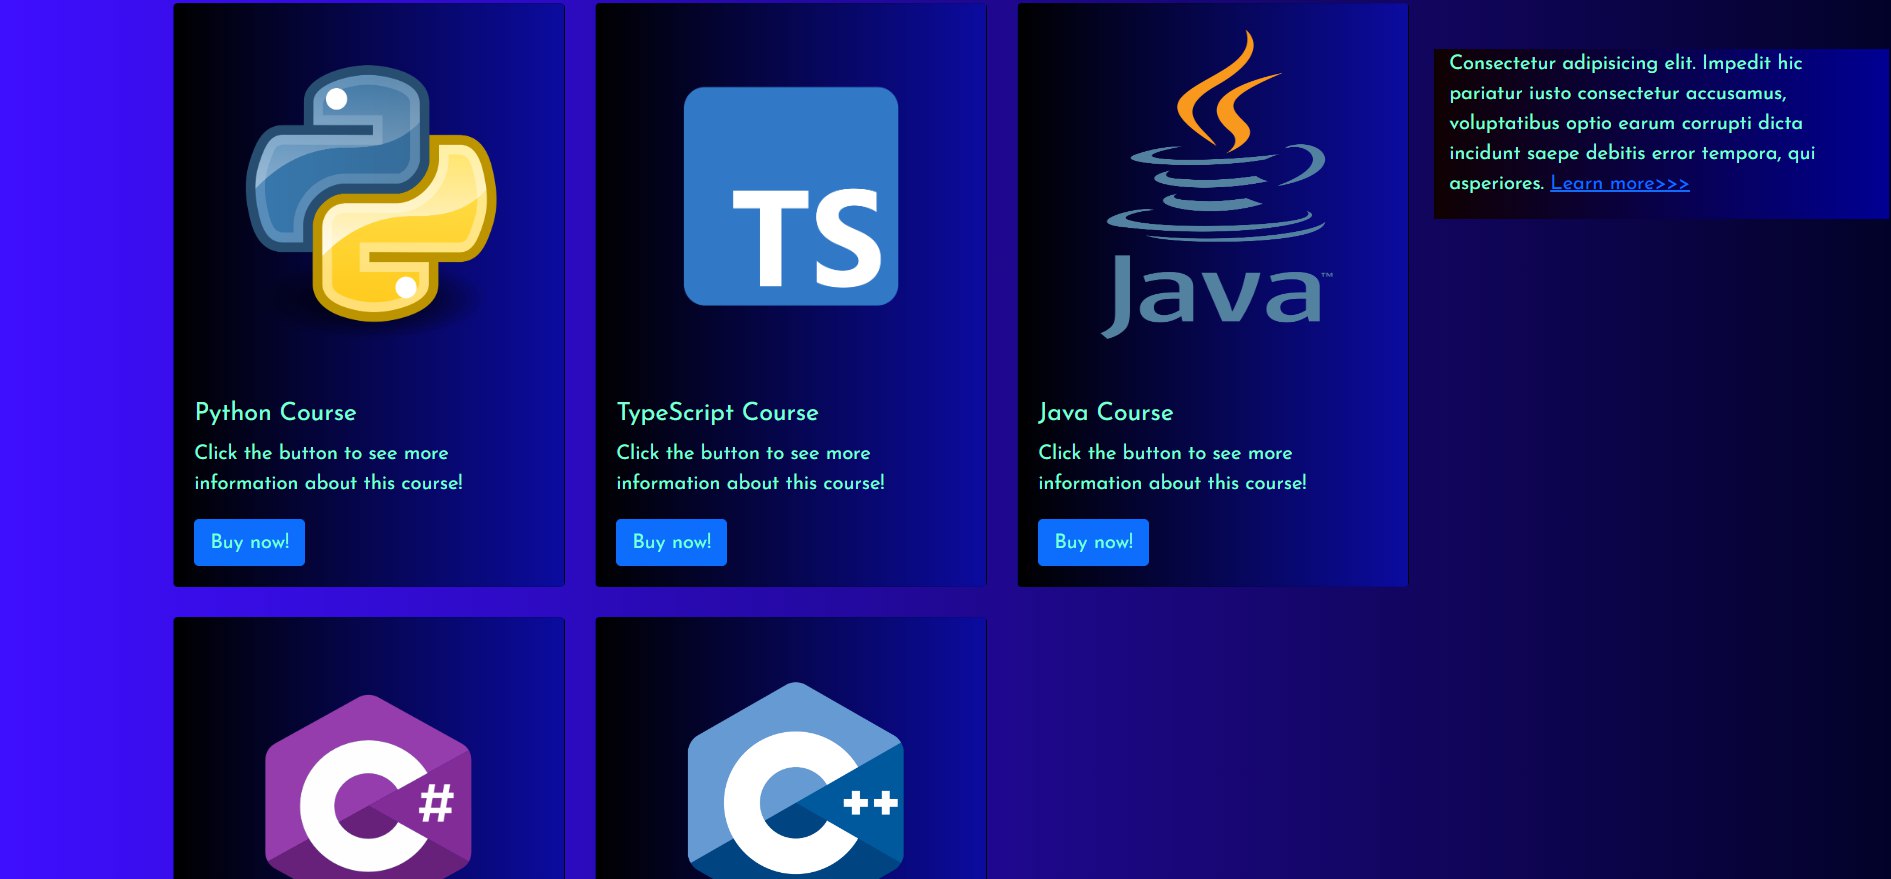 TS
Java™
Python Course
Click the button to see more
information about this course!
Buy now!
TypeScript Course
Click the button to see more
information about this course!
Buy now!
Java Course
Click the button to see more
information about this course!
Buy now!
Consectetur adipisicing elit. Impedit hic
pariatur iusto consectetur accusamus,
voluptatibus optio earum corrupti dicta
incidunt saepe debitis error tempora, qui
asperiores. Learn more>>>
C#
C++